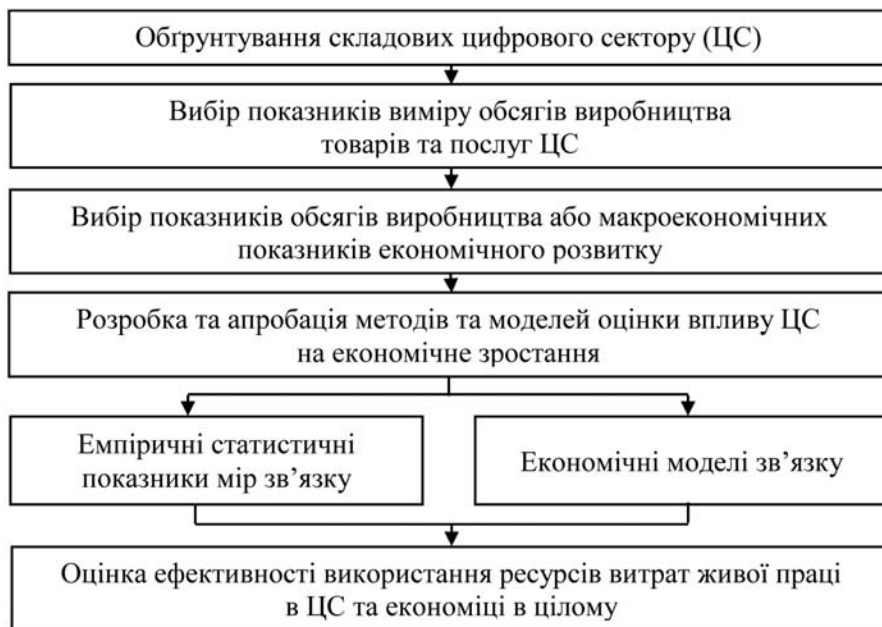 Обґрунтування складових цифрового сектору (ЦС)
Вибір показників виміру обсягів виробництва
товарів та послуг ЦС
Вибір показників обсягів виробництва або макроекономічних
показників економічного розвитку
Розробка та апробація методів та моделей оцінки впливу ЦС
на економічне зростання
Емпіричні статистичні
показники мір зв’язку
Економічні моделі зв’язку
Оцінка ефективності використання ресурсів витрат живої праці
в ЦС та економіці в цілому